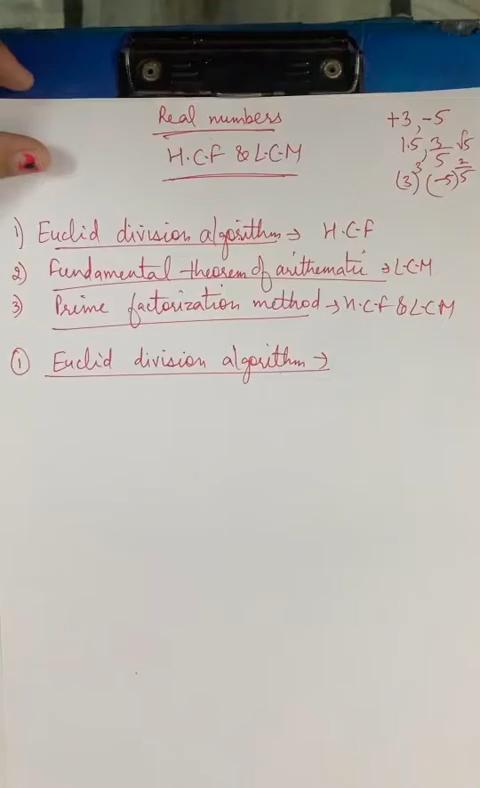 Real numbers
H.C.F & L.C.M
+3, -5
1.5, 3/5, √5
(3)³ (-5)^2/5
1) Euclid division algorithm → H.C.F
2) Fundamental theorem of arithematic → L.C.M
3) Prime factorization method → H.C.F & L.C.M
① Euclid division algorithm →